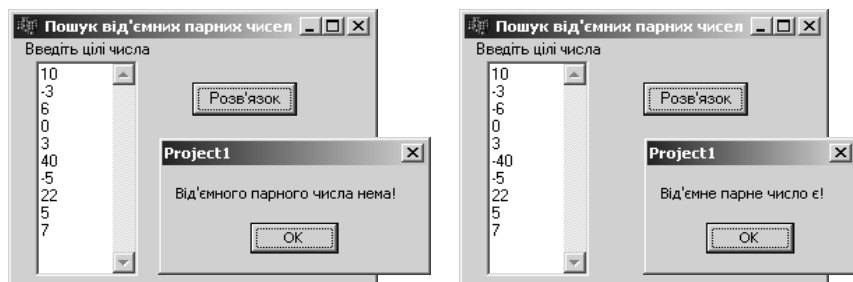 Пошук від'ємних парних чисел
Введіть цілі числа
10
-3
6
0
3
40
-5
22
5
7
Розв'язок
Project1
Від'ємного парного числа нема!
OK
Пошук від'ємних парних чисел
Введіть цілі числа
10
-3
-6
0
3
-40
-5
22
5
7
Розв'язок
Project1
Від'ємне парне число є!
OK